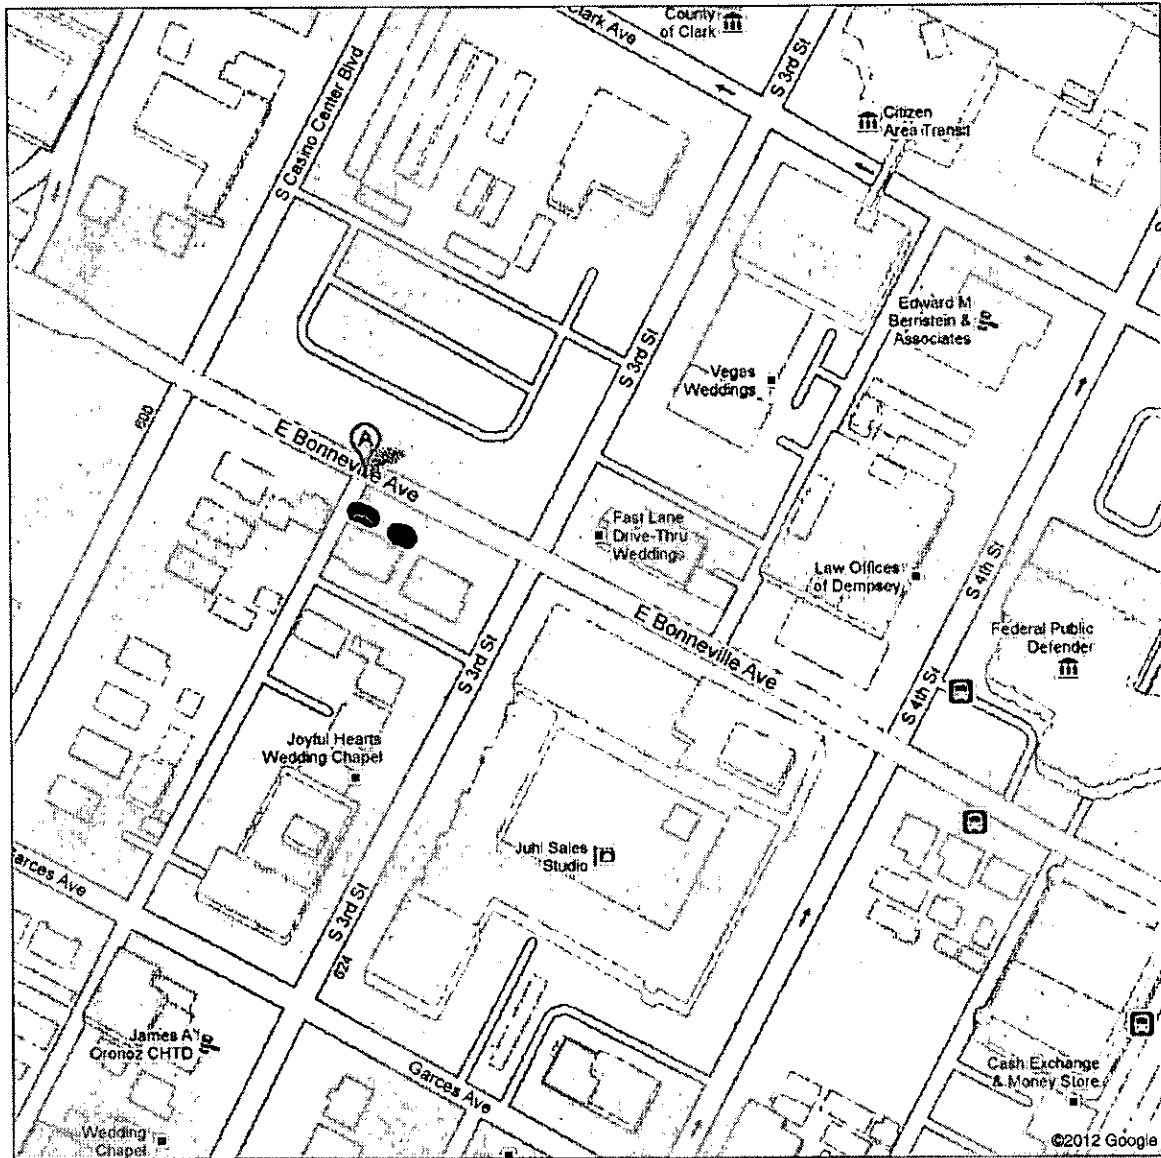 County
of Clark
Clark Ave
S 3rd St
S Casino Center Blvd
Citizen
Area Transit
Edward M
Bernstein &
Associates
S 3rd St
Vegas
Weddings
600
A
E Bonneville Ave
Fast Lane
Drive-Thru
Weddings
Law Offices
of Dempsey
S 4th St
E Bonneville Ave
Federal Public
Defender
S 3rd St
S 4th St
Joyful Hearts
Wedding Chapel
Juhl Sales
Studio
Garces Ave
S 3rd St
624
James A
Oronoz CHTD
Garces Ave
Cash Exchange
& Money Store
Wedding
Chapel
©2012 Google